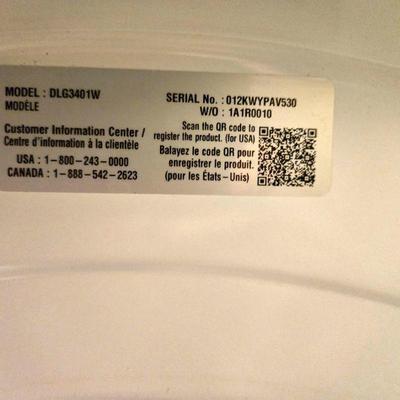 MODEL : DLG3401W
MODÈLE
Customer Information Center /
Centre d'information à la clientèle
USA : 1-800-243-0000
CANADA : 1-888-542-2623
SERIAL No. : 012KWYPAV530
W/O : 1A1R0010
Scan the QR code to
register the product. (for USA)
Balayez le code QR pour
enregistrer le produit.
(pour les États-Unis)